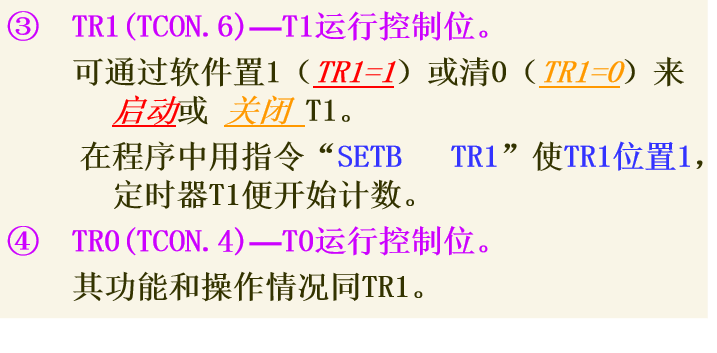 ③ TR1(TCON.6)—T1运行控制位。
可通过软件置1（TR1=1）或清0（TR1=0）来
启动或 关闭 T1。
在程序中用指令“SETB TR1”使TR1位置1，
定时器T1便开始计数。
④ TR0(TCON.4)—T0运行控制位。
其功能和操作情况同TR1。